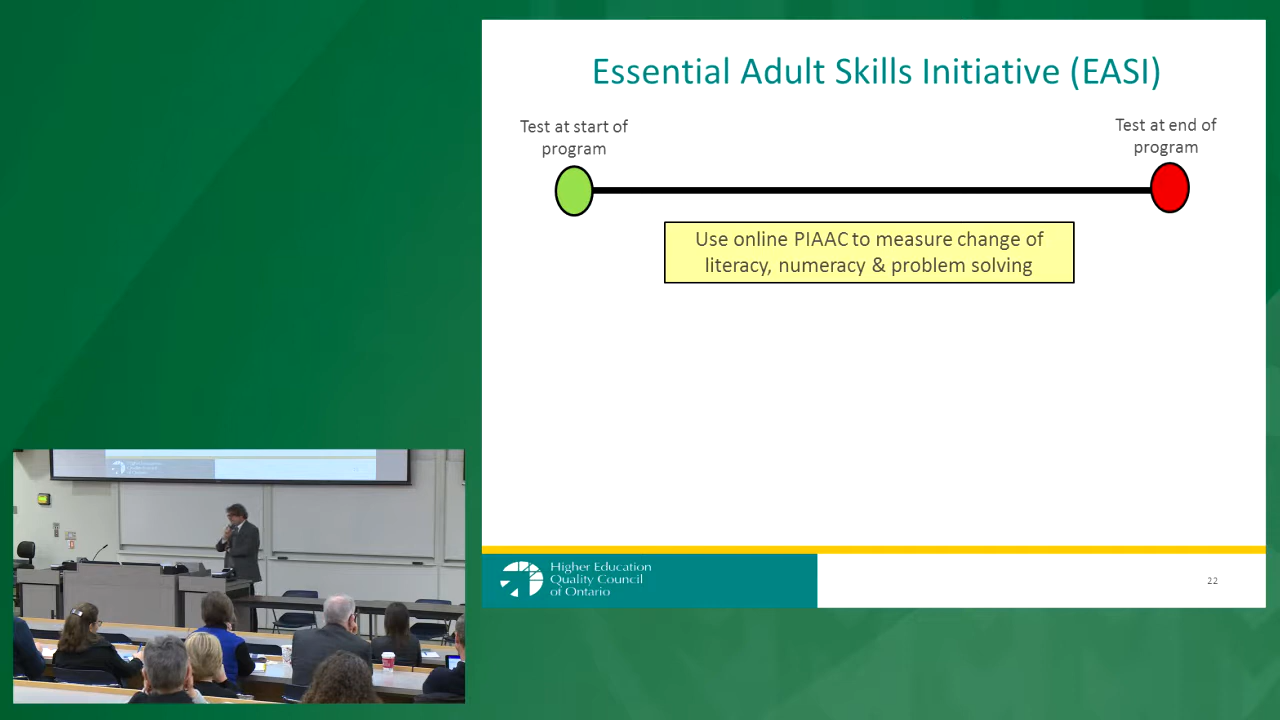 Essential Adult Skills Initiative (EASI)
Test at start of
program
Test at end of
program
Use online PIAAC to measure change of
literacy, numeracy & problem solving
Higher Education
Quality Council
of Ontario
22